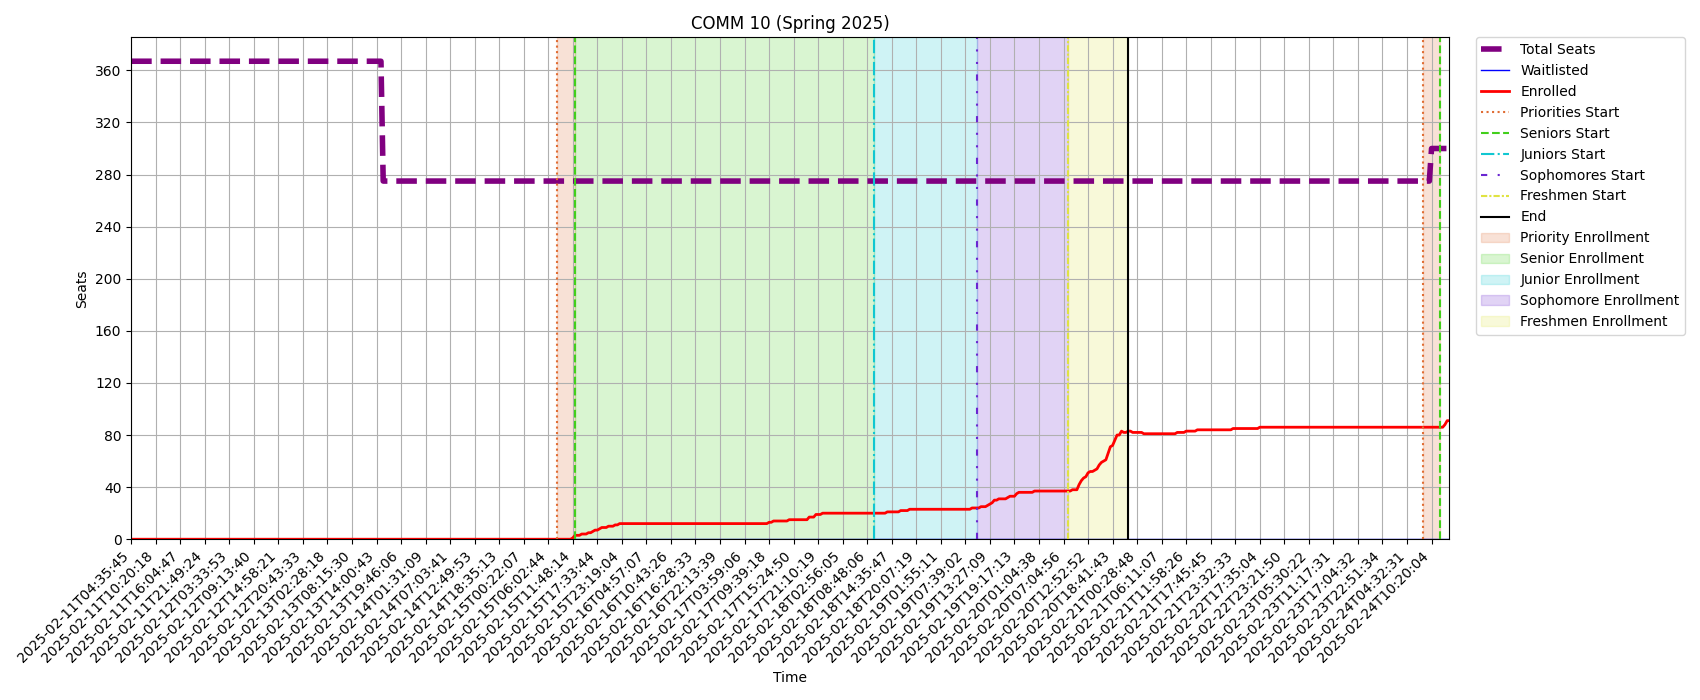 COMM 10 (Spring 2025)
Seats
360
320
280
240
200
160
120
80
40
0
2025-02-11T04:35:45
2025-02-11T10:20:18
2025-02-11T16:04:47
2025-02-11T21:49:24
2025-02-12T03:33:53
2025-02-12T09:13:40
2025-02-12T14:58:21
2025-02-12T20:43:33
2025-02-13T02:28:18
2025-02-13T08:15:30
2025-02-13T14:00:43
2025-02-13T19:46:06
2025-02-14T01:31:09
2025-02-14T07:03:41
2025-02-14T12:49:53
2025-02-14T18:35:13
2025-02-15T00:22:07
2025-02-15T06:02:44
2025-02-15T11:48:14
2025-02-15T17:33:44
2025-02-15T23:19:04
2025-02-16T04:57:07
2025-02-16T10:43:26
2025-02-16T16:28:33
2025-02-16T22:13:39
2025-02-17T03:59:06
2025-02-17T09:39:18
2025-02-17T15:24:50
2025-02-17T21:10:19
2025-02-18T02:56:05
2025-02-18T08:48:06
2025-02-18T14:35:47
2025-02-18T20:07:19
2025-02-19T01:55:11
2025-02-19T07:39:02
2025-02-19T13:27:09
2025-02-19T19:17:13
2025-02-20T01:04:38
2025-02-20T07:04:56
2025-02-20T12:52:52
2025-02-20T18:41:43
2025-02-21T00:28:48
2025-02-21T06:11:07
2025-02-21T11:58:26
2025-02-21T17:45:45
2025-02-21T23:32:33
2025-02-22T17:35:04
2025-02-22T23:21:50
2025-02-23T05:30:22
2025-02-23T11:17:31
2025-02-23T17:04:32
2025-02-23T22:51:34
2025-02-24T04:32:31
2025-02-24T10:20:04
Time
Total Seats
Waitlisted
Enrolled
Priorities Start
Seniors Start
Juniors Start
Sophomores Start
Freshmen Start
End
Priority Enrollment
Senior Enrollment
Junior Enrollment
Sophomore Enrollment
Freshmen Enrollment